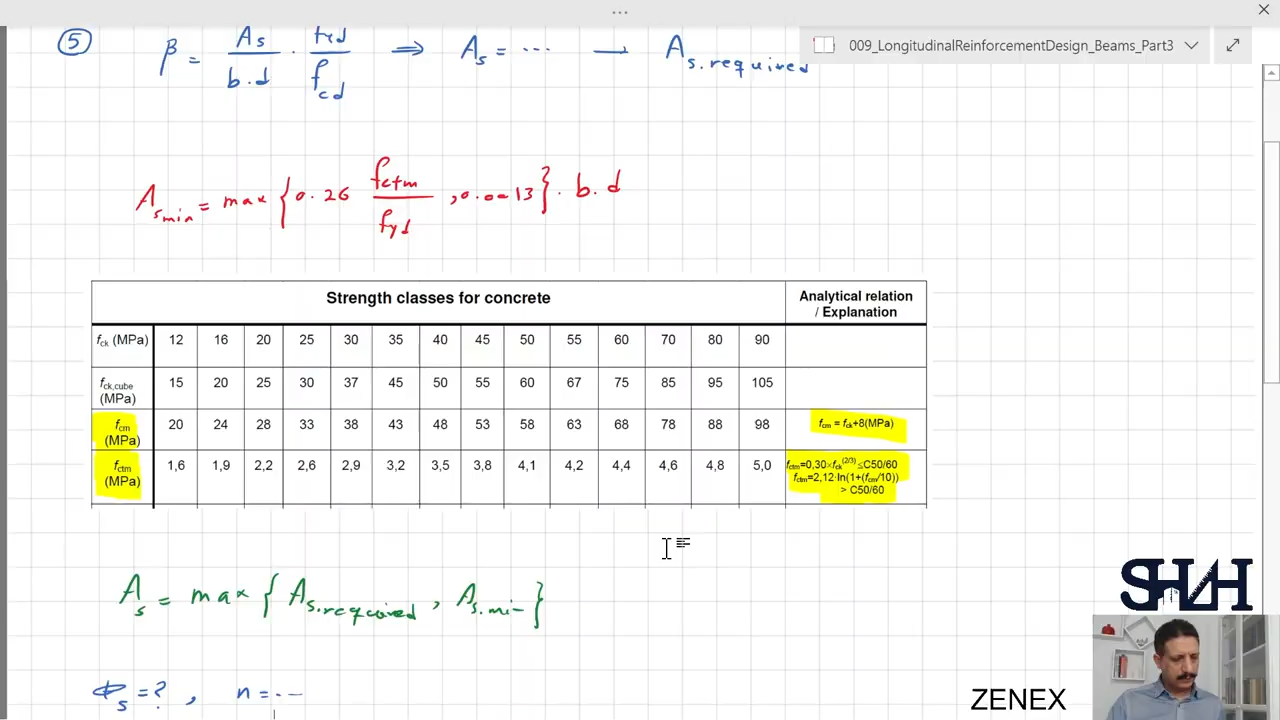 009_LongitudinalReinforcementDesign_Beams_Part3
⑤ β = As / b.d · fyd / fcd ⇒ As = ... → As.required
Asmin = max { 0.26 fctm / fyd , 0.0013 } . b.d
Strength classes for concrete | Analytical relation / Explanation
fck (MPa) 12 16 20 25 30 35 40 45 50 55 60 70 80 90
fck,cube (MPa) 15 20 25 30 37 45 50 55 60 67 75 85 95 105
fcm (MPa) 20 24 28 33 38 43 48 53 58 63 68 78 88 98 fcm = fck+8(MPa)
fctm (MPa) 1,6 1,9 2,2 2,6 2,9 3,2 3,5 3,8 4,1 4,2 4,4 4,6 4,8 5,0 fctm=0,30×fck(2/3) ≤C50/60
fctm=2,12·ln(1+(fcm/10))
> C50/60
As = max { As.required , As.min }
Φs = ? , n = ...
SHZH
ZENEX